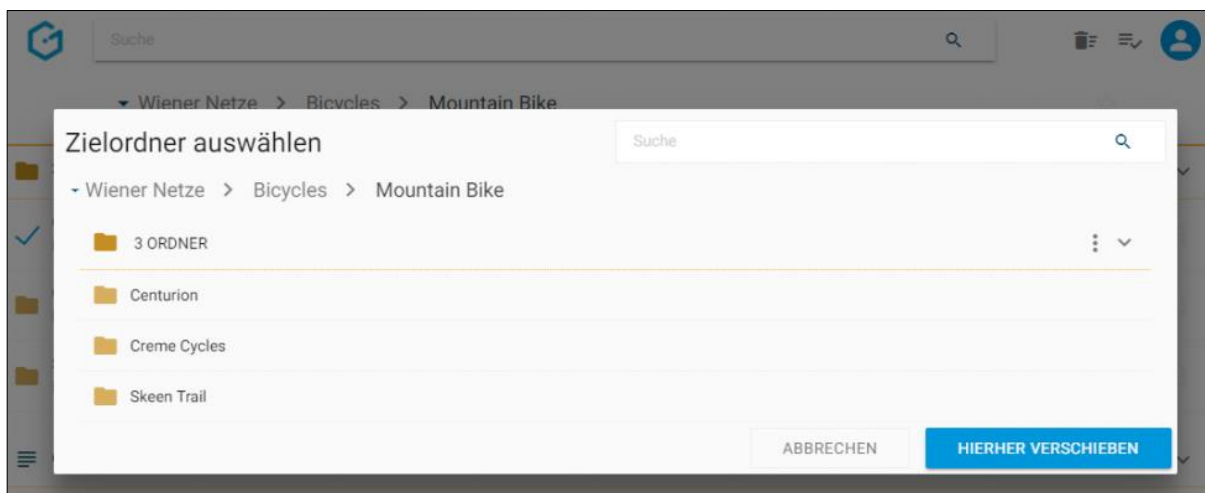 Suche
Wiener Netze > Bicycles > Mountain Bike
Zielordner auswählen
Suche
Wiener Netze > Bicycles > Mountain Bike
3 ORDNER
Centurion
Creme Cycles
Skeen Trail
ABBRECHEN
HIERHER VERSCHIEBEN